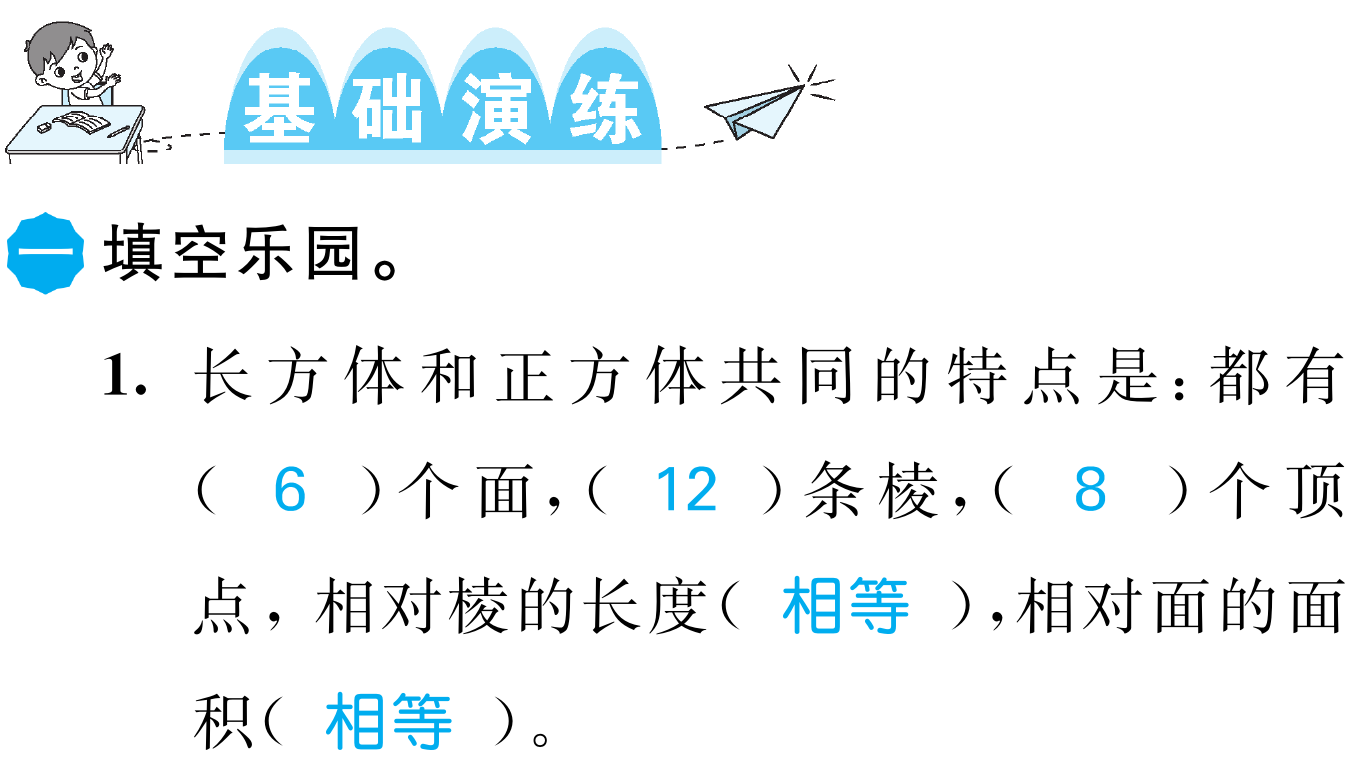 基础演练
一 填空乐园。
1. 长方体和正方体共同的特点是：都有
（ 6 ）个面，（ 12 ）条棱，（ 8 ）个顶
点，相对棱的长度（ 相等 ），相对面的面
积（ 相等 ）。